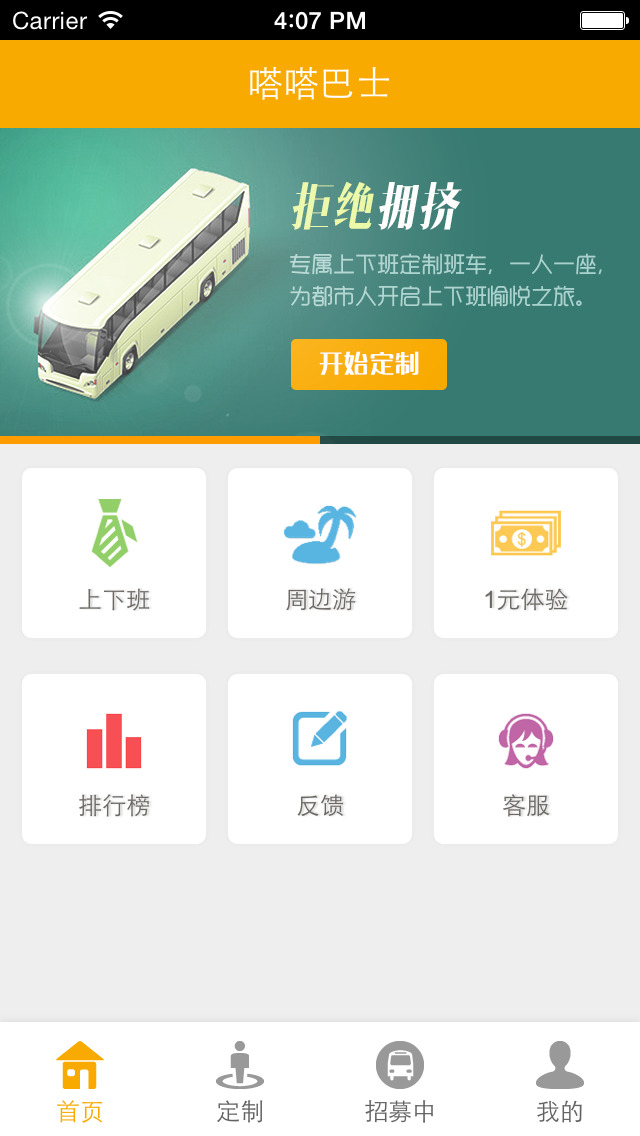 Carrier 4:07 PM
嗒嗒巴士
拒绝拥挤
专属上下班定制班车，一人一座，
为都市人开启上下班愉悦之旅。
开始定制
上下班 周边游 1元体验
排行榜 反馈 客服
首页 定制 招募中 我的